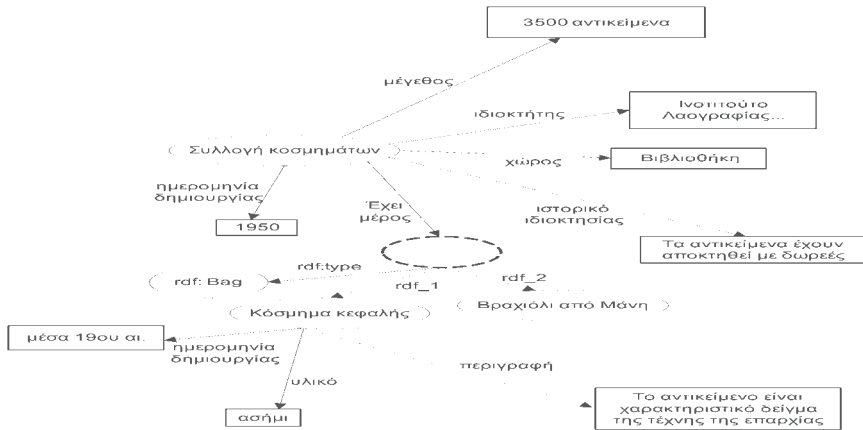 3500 αντικείμενα
μέγεθος
ιδιοκτήτης
Ινοτιτούτο
Λαογραφίας...
Συλλογή κοσμημάτων
χώρος
Βιβλιοθήκη
ημερομηνία
δημιουργίας
Έχει
μέρος
ιστορικό
ιδιοκτησίας
1950
Τα αντικείμενα έχουν
αποκτηθεί με δωρεές
rdf:type
rdf: Bag
rdf_1
rdf_2
Κόσμημα κεφαλής
Βραχιόλι από Μάνη
μέσα 19ου αι.
ημερομηνία
δημιουργίας
υλικό
περιγραφή
ασήμι
Το αντικείμενο είναι
χαρακτηριστικό δείγμα
της τέχνης της επαρχίας